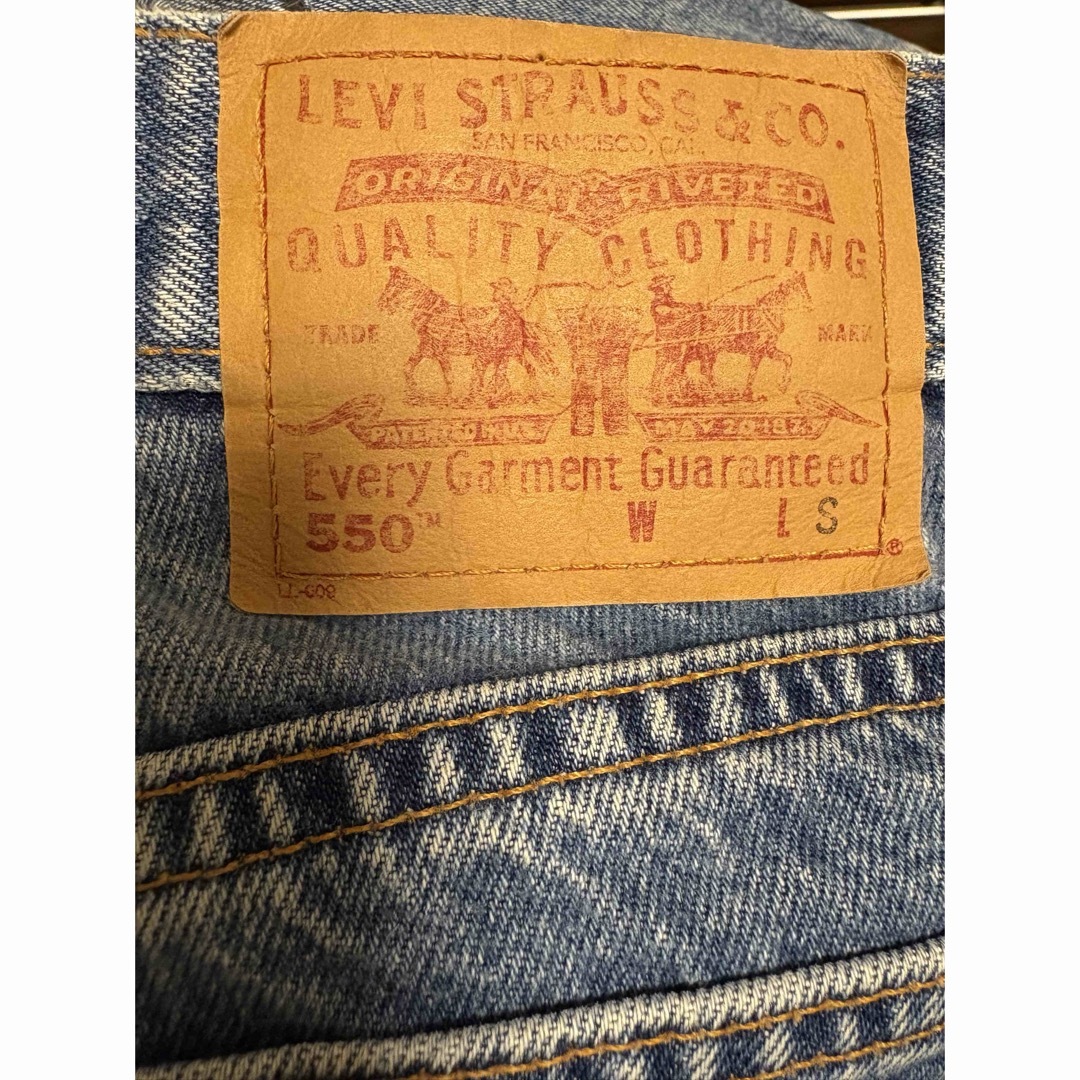 LEVI STRAUSS & CO.
SAN FRANCISCO, CAL.
ORIGINAL RIVETED
QUALITY CLOTHING
TRADE MARK
PATENTED MAY 20 1873
Every Garment Guaranteed
550™ W L S
®